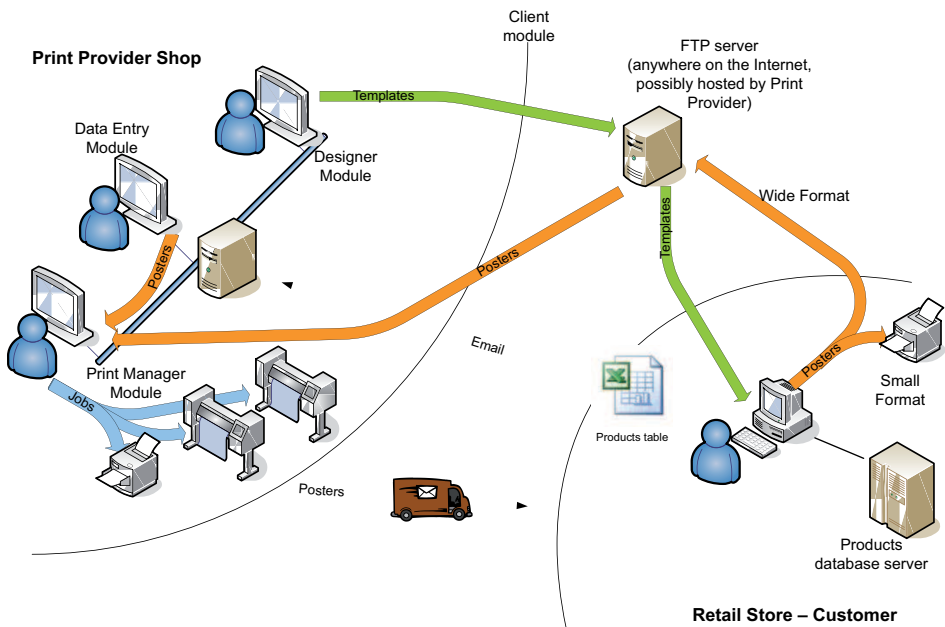 Client
module
Print Provider Shop
FTP server
(anywhere on the Internet,
possibly hosted by Print
Provider)
Templates
Data Entry
Module
Designer
Module
Wide Format
Templates
Posters
Posters
Email
Print Manager
Module
Posters
Small
Format
Jobs
Products table
Posters
Products
database server
Retail Store – Customer